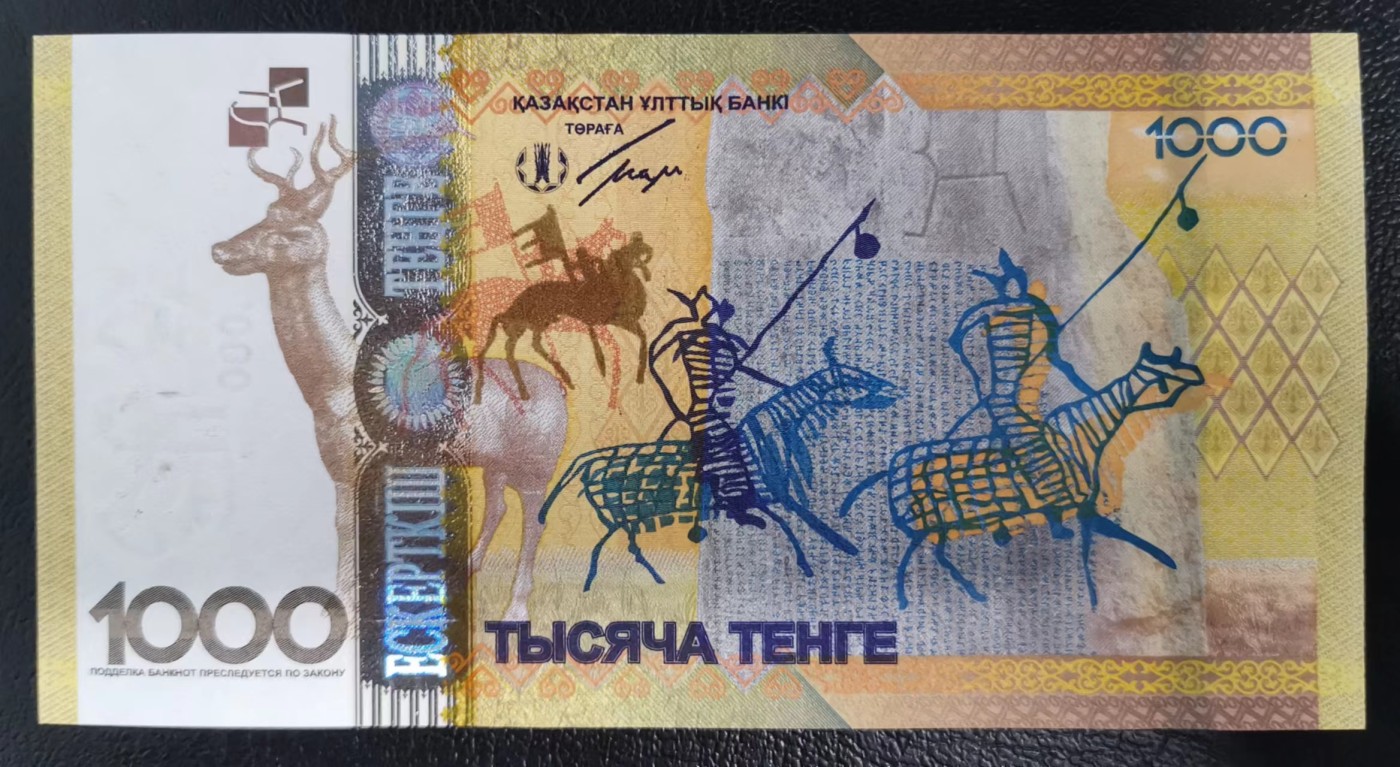 ҚАЗАҚСТАН ҰЛТТЫҚ БАНКІ
ТӨРАҒА
1000
ЕСКЕРТКІШ
ТЫСЯЧА ТЕНГЕ
1000
ПОДДЕЛКА БАНКНОТ ПРЕСЛЕДУЕТСЯ ПО ЗАКОНУ